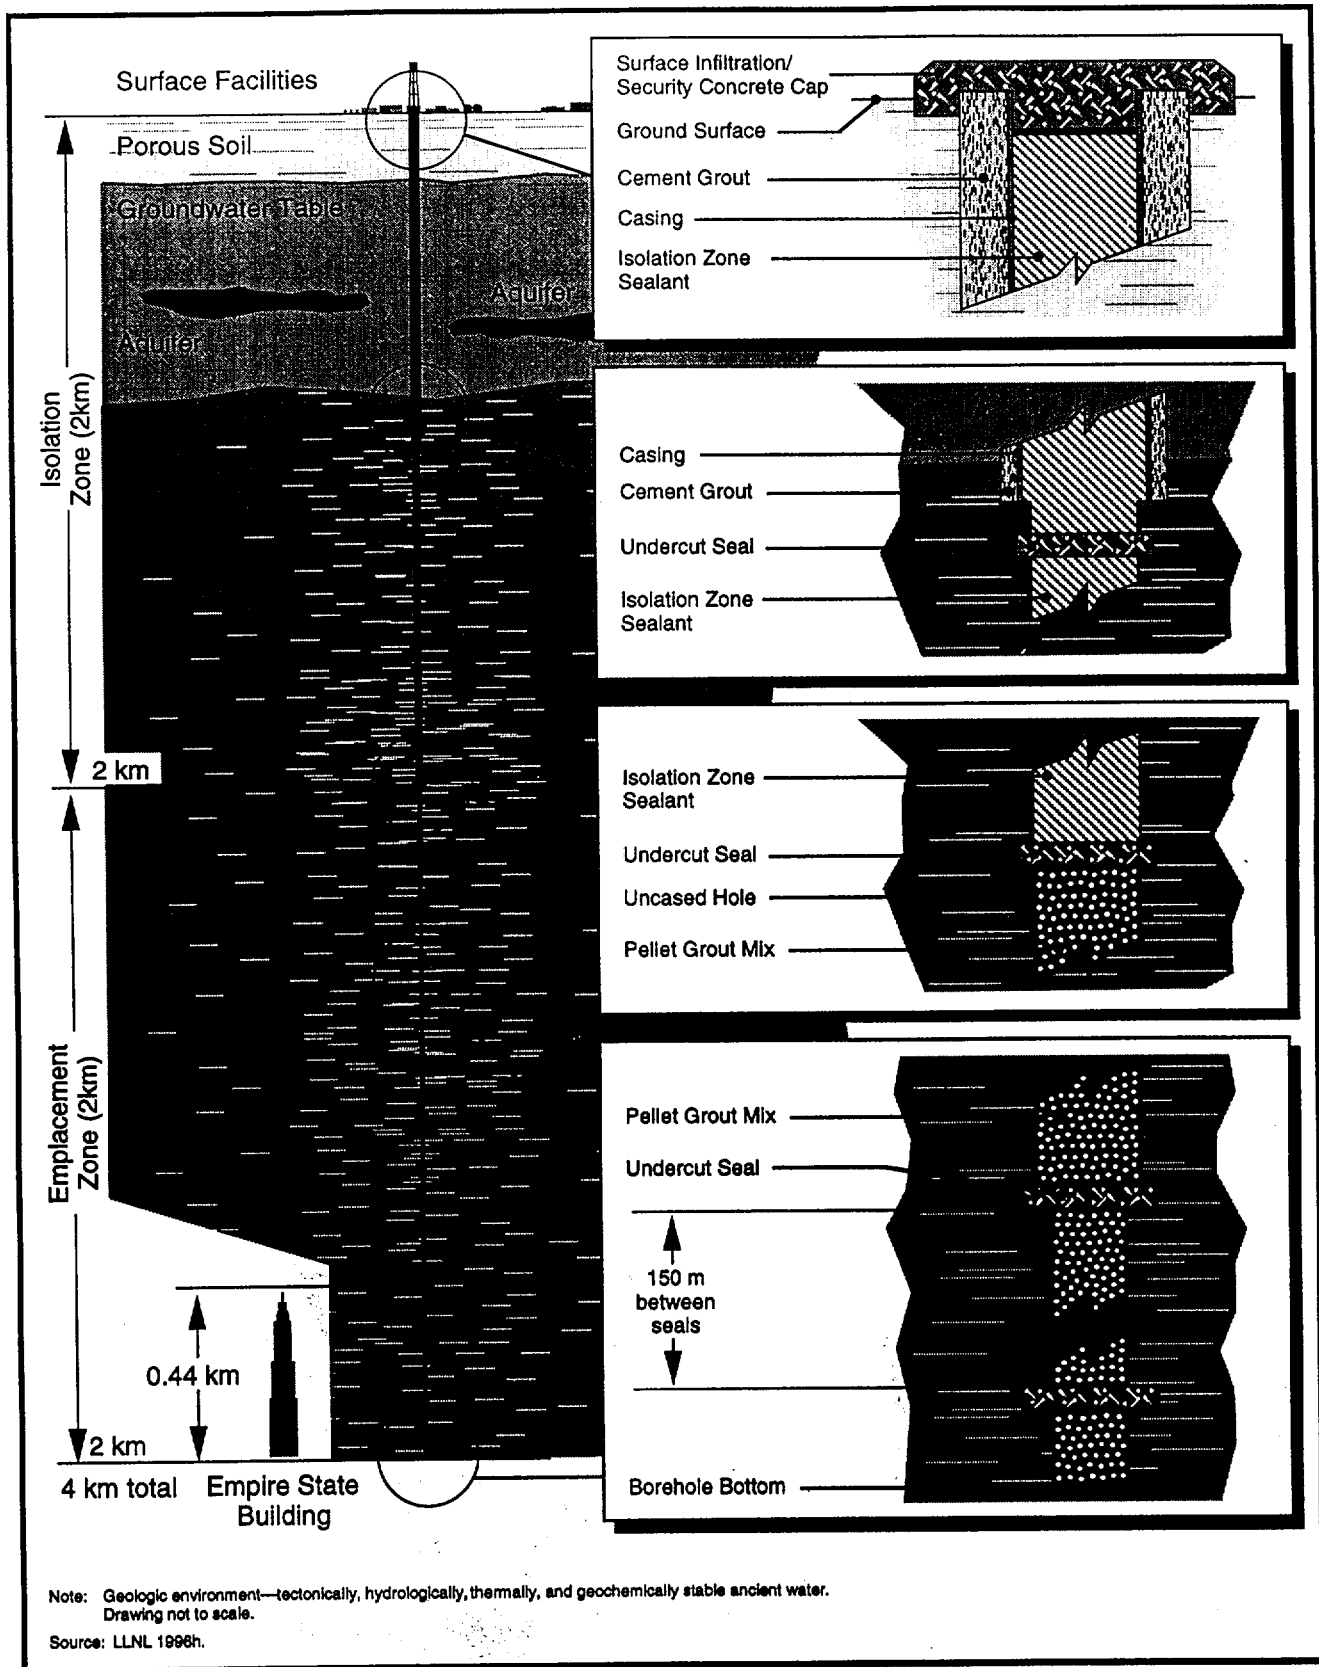 Surface Facilities
Porous Soil
Groundwater Table
Aquifer
Aquifer
Isolation
Zone (2km)
2 km
Emplacement
Zone (2km)
0.44 km
2 km
4 km total
Empire State
Building
Surface Infiltration/
Security Concrete Cap
Ground Surface
Cement Grout
Casing
Isolation Zone
Sealant
Casing
Cement Grout
Undercut Seal
Isolation Zone
Sealant
Isolation Zone
Sealant
Undercut Seal
Uncased Hole
Pellet Grout Mix
Pellet Grout Mix
Undercut Seal
150 m
between
seals
Borehole Bottom
Note: Geologic environment—tectonically, hydrologically, thermally, and geochemically stable ancient water.
Drawing not to scale.
Source: LLNL 1996h.